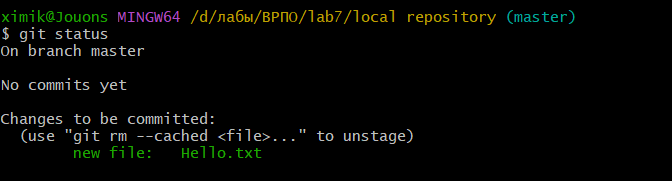 ximik@Jouons MINGW64 /d/лабы/ВРПО/lab7/local repository (master)
$ git status
On branch master
No commits yet
Changes to be committed:
(use "git rm --cached <file>..." to unstage)
new file: Hello.txt